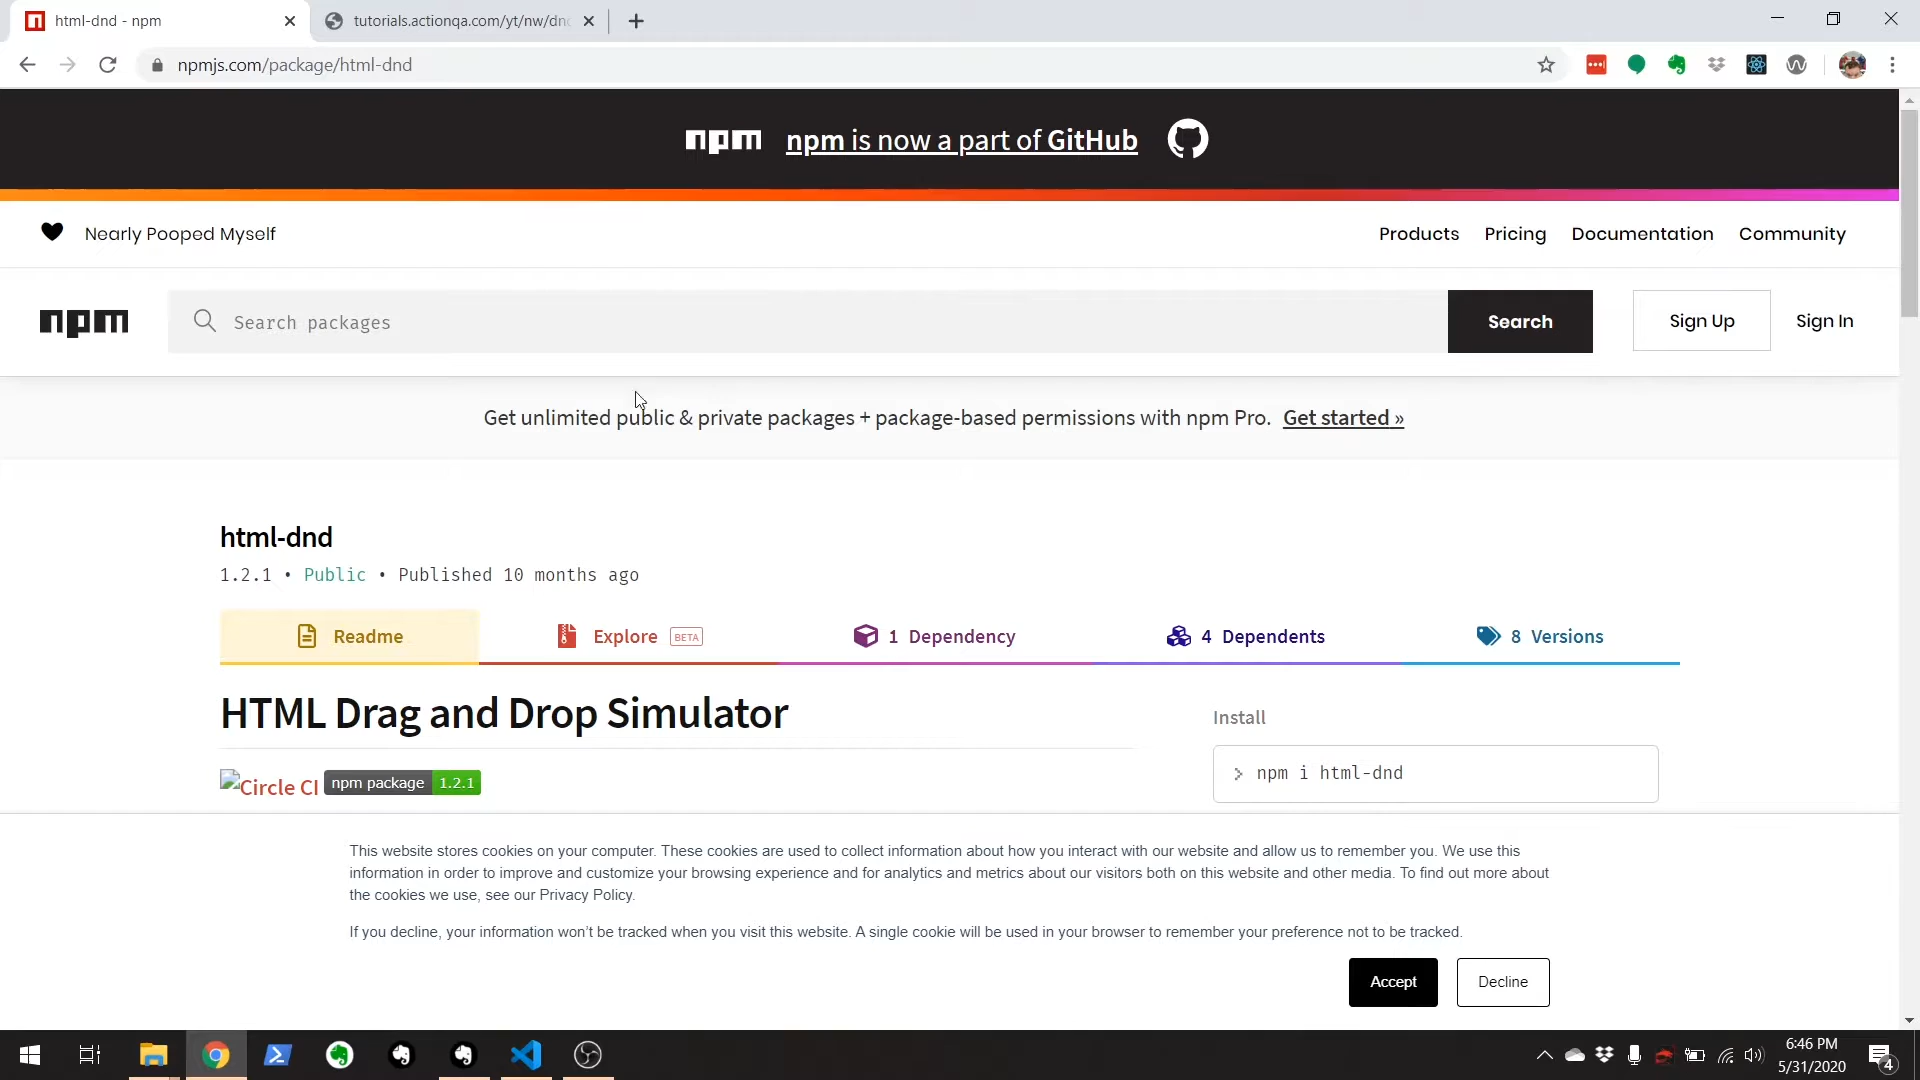 html-dnd - npm
tutorials.actionqa.com/yt/nw/dn
npmjs.com/package/html-dnd
npm
npm is now a part of GitHub
Nearly Pooped Myself
Products
Pricing
Documentation
Community
npm
Search packages
Search
Sign Up
Sign In
Get unlimited public & private packages + package-based permissions with npm Pro. Get started »
html-dnd
1.2.1 • Public • Published 10 months ago
Readme
Explore BETA
1 Dependency
4 Dependents
8 Versions
HTML Drag and Drop Simulator
Install
> npm i html-dnd
Circle CI npm package 1.2.1
This website stores cookies on your computer. These cookies are used to collect information about how you interact with our website and allow us to remember you. We use this
information in order to improve and customize your browsing experience and for analytics and metrics about our visitors both on this website and other media. To find out more about
the cookies we use, see our Privacy Policy.
If you decline, your information won't be tracked when you visit this website. A single cookie will be used in your browser to remember your preference not to be tracked.
Accept
Decline
6:46 PM
5/31/2020
4